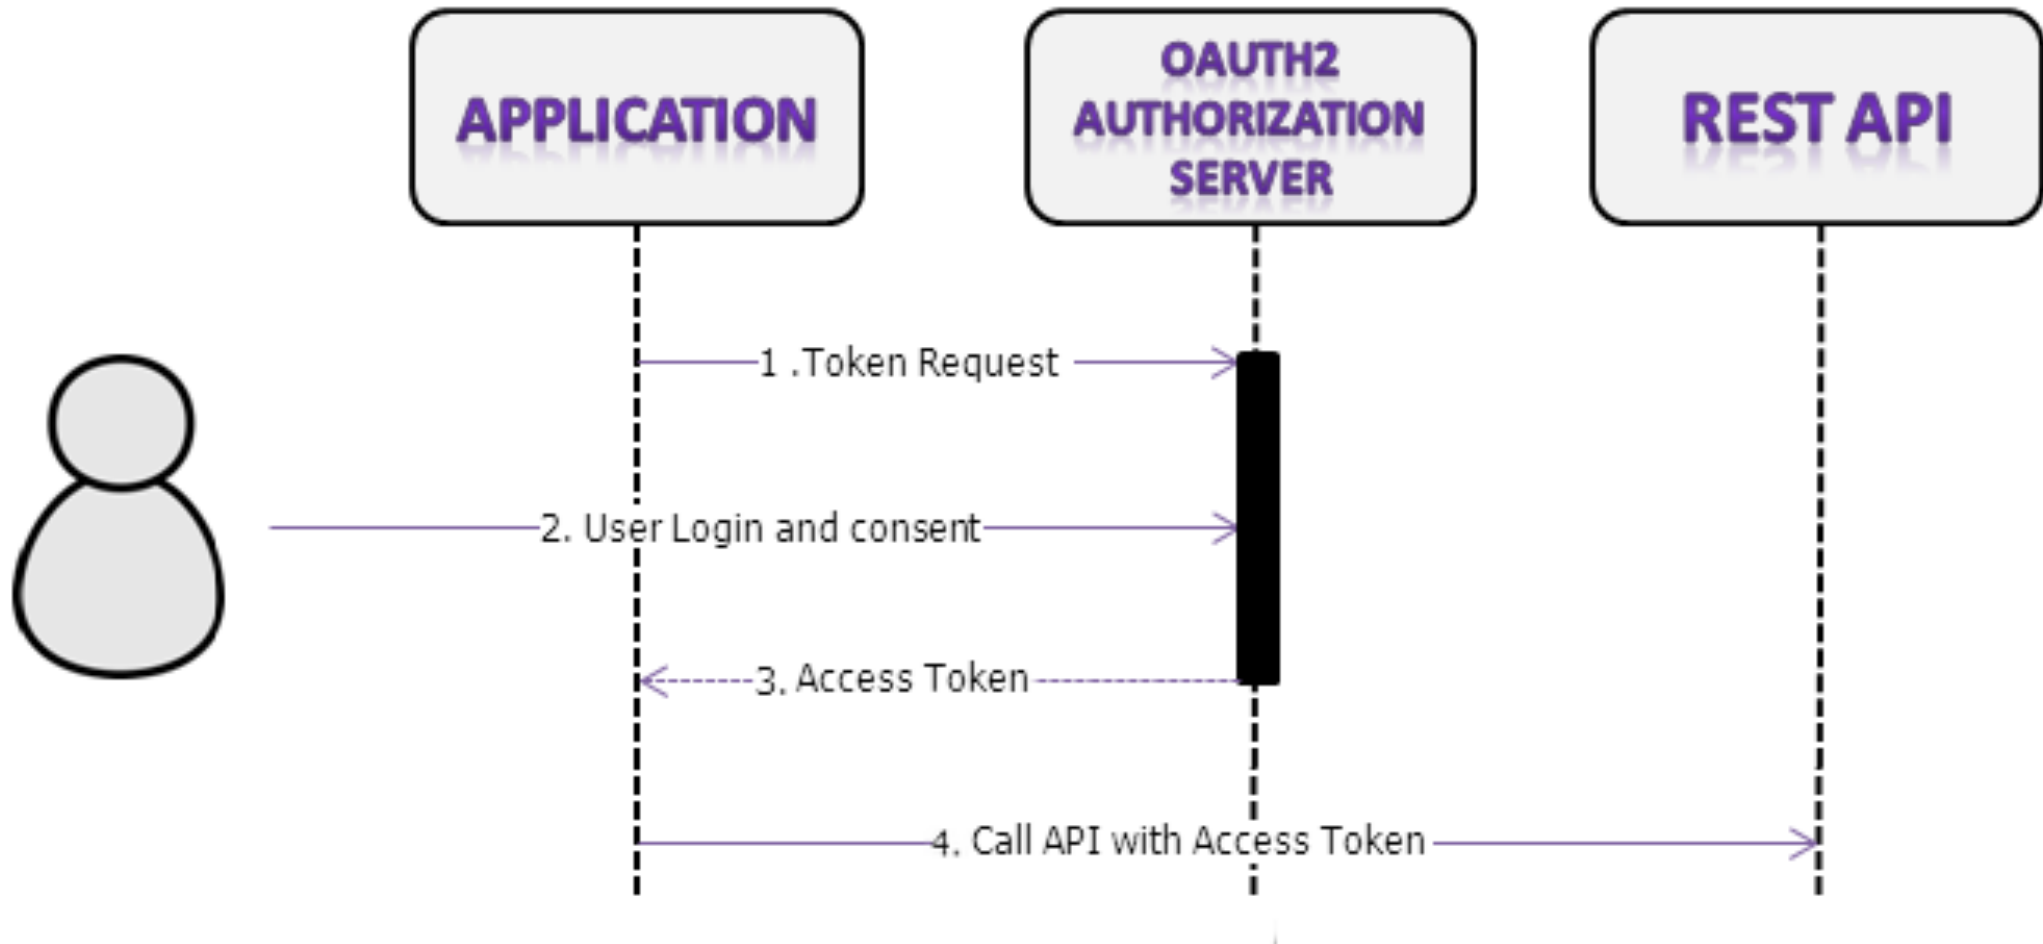 APPLICATION
OAUTH2
AUTHORIZATION
SERVER
REST API
1 .Token Request
2. User Login and consent
3. Access Token
4. Call API with Access Token